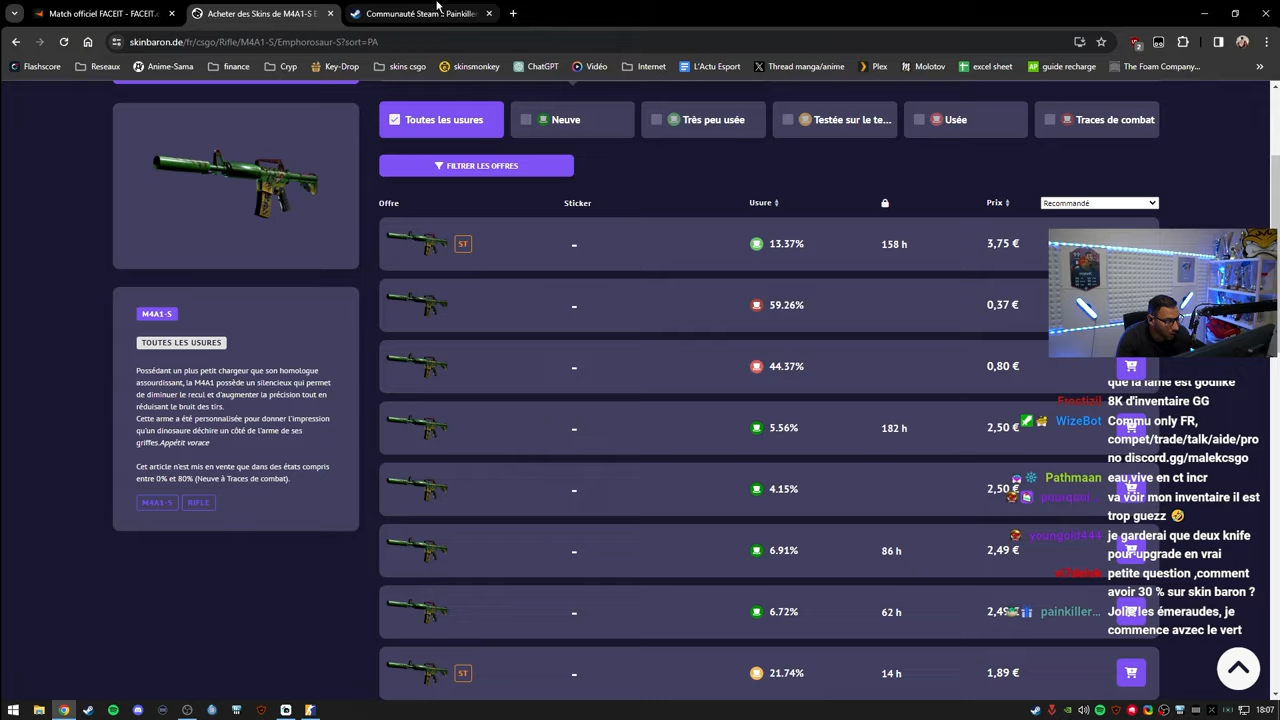 Match officiel FACEIT - FACEIT.c
Acheter des Skins de M4A1-S E
Communauté Steam :: Painkiller
skinbaron.de/fr/csgo/Rifle/M4A1-S/Emphorosaur-S?sort=PA
Flashscore
Reseaux
Anime-Sama
finance
Cryp
Key-Drop
skins csgo
skinsmonkey
ChatGPT
Vidéo
Internet
L'Actu Esport
Thread manga/anime
Plex
Molotov
excel sheet
guide recharge
The Foam Company...
Toutes les usures
Neuve
Très peu usée
Testée sur le te...
Usée
Traces de combat
FILTRER LES OFFRES
Offre
Sticker
Usure
Prix
Recommandé
ST
–
13.37%
158 h
3,75 €
–
59.26%
0,37 €
–
44.37%
0,80 €
–
5.56%
182 h
2,50 €
–
4.15%
2,50
–
6.91%
86 h
2,49 €
–
6.72%
62 h
2,49
ST
–
21.74%
14 h
1,89 €
M4A1-S
TOUTES LES USURES
Possédant un plus petit chargeur que son homologue
assourdissant, la M4A1 possède un silencieux qui permet
de diminuer le recul et d'augmenter la précision tout en
réduisant le bruit des tirs.
Cette arme a été personnalisée pour donner l'impression
qu'un dinosaure déchire un côté de l'arme de ses
griffes.Appétit vorace
Cet article n'est mis en vente que dans des états compris
entre 0% et 80% (Neuve à Traces de combat).
M4A1-S
RIFLE
que la lame est godlike
Frostizil
8K d'inventaire GG
WizeBot
Commu only FR,
compet/trade/talk/aide/pro
no discord.gg/malekcsgo
Pathmaan
eau,vive en ct incr
va voir mon inventaire il est
trop guezz
youngold444
je garderai que deux knife
pour upgrade en vrai
petite question ,comment
avoir 30 % sur skin baron ?
painkiller...
Jolie les émeraudes, je
commence avzec le vert
18:07